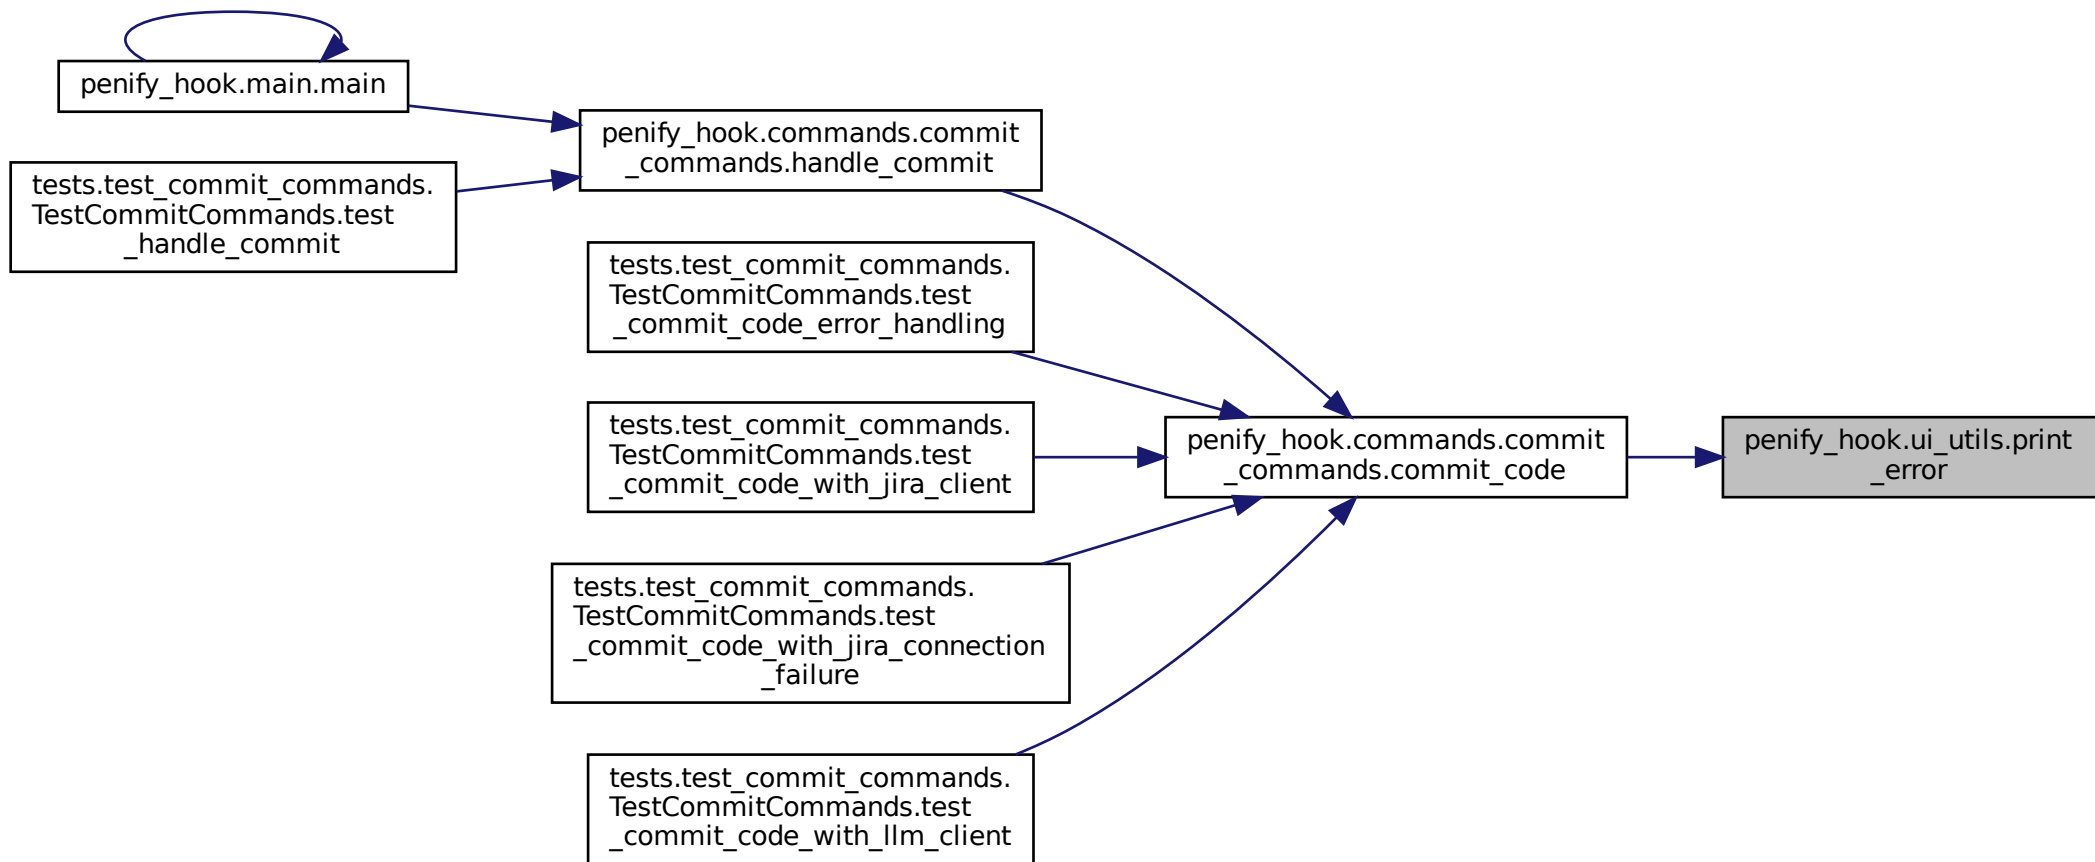 penify_hook.main.main
tests.test_commit_commands.
TestCommitCommands.test
_handle_commit
penify_hook.commands.commit
_commands.handle_commit
tests.test_commit_commands.
TestCommitCommands.test
_commit_code_error_handling
tests.test_commit_commands.
TestCommitCommands.test
_commit_code_with_jira_client
tests.test_commit_commands.
TestCommitCommands.test
_commit_code_with_jira_connection
_failure
tests.test_commit_commands.
TestCommitCommands.test
_commit_code_with_llm_client
penify_hook.commands.commit
_commands.commit_code
penify_hook.ui_utils.print
_error